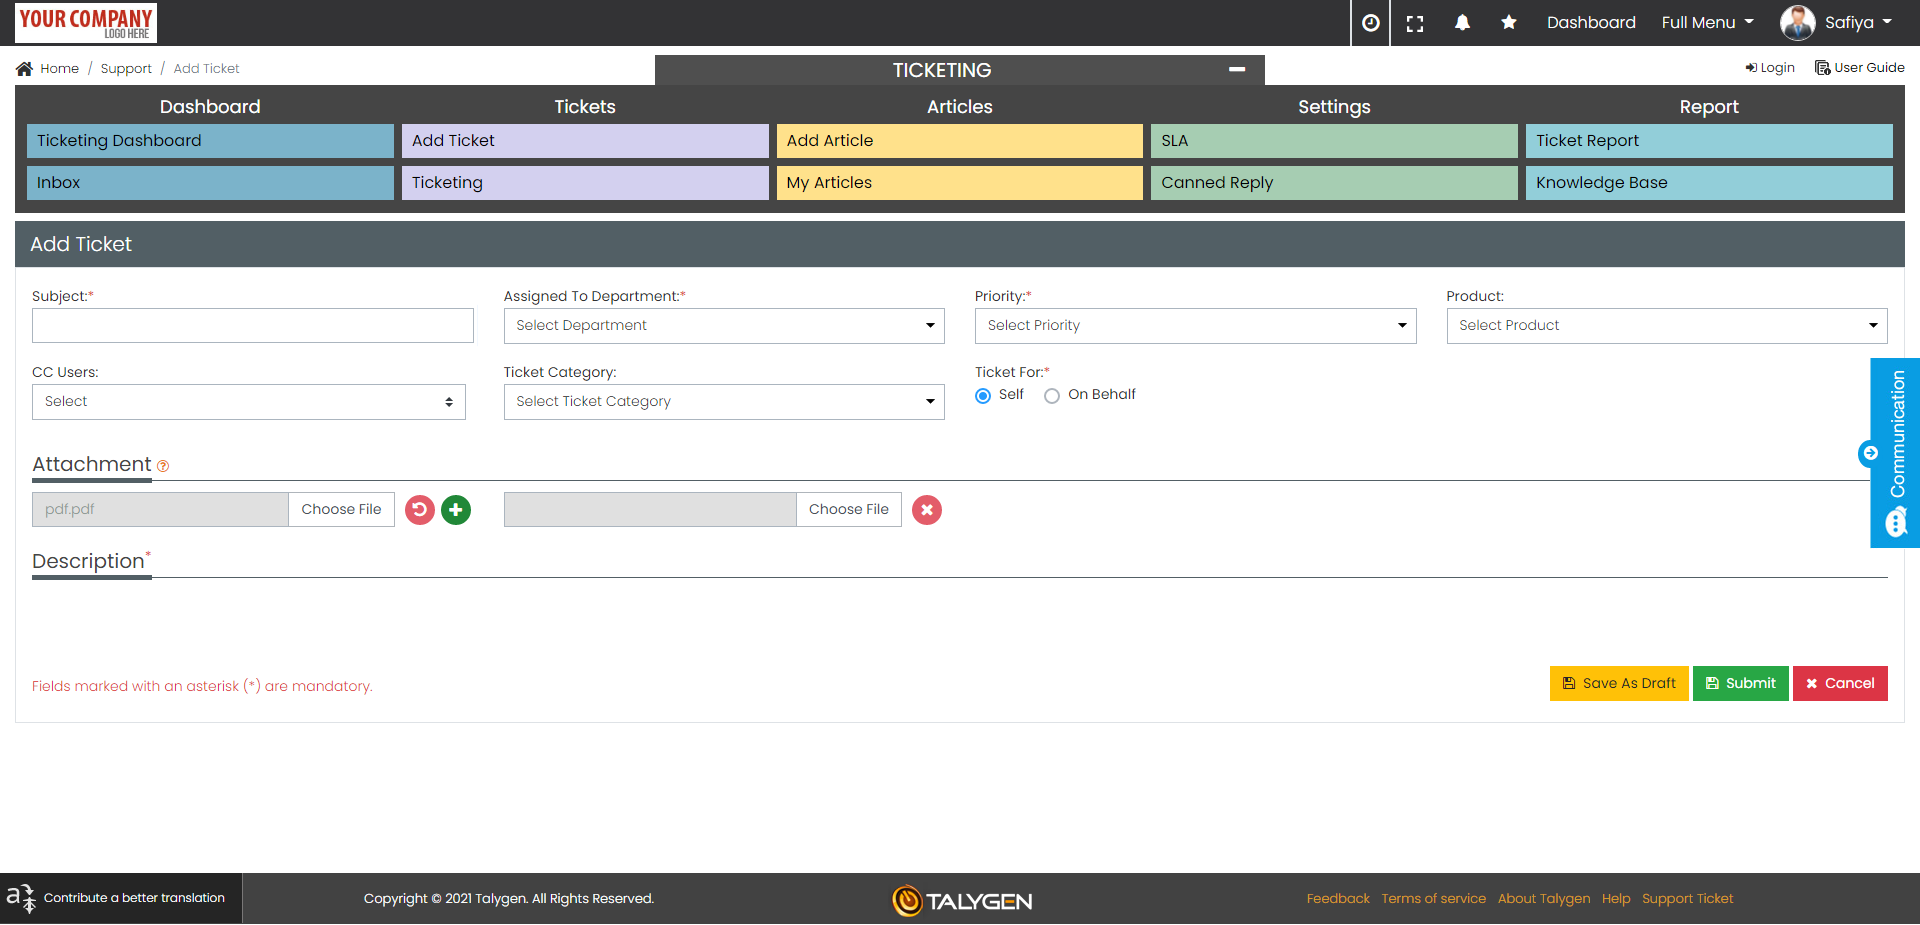 YOUR COMPANY
LOGO HERE
Dashboard
Full Menu
Safiya
Home / Support / Add Ticket
TICKETING
Login
User Guide
Dashboard
Tickets
Articles
Settings
Report
Ticketing Dashboard
Add Ticket
Add Article
SLA
Ticket Report
Inbox
Ticketing
My Articles
Canned Reply
Knowledge Base
Add Ticket
Subject:*
Assigned To Department:*
Priority:*
Product:
Select Department
Select Priority
Select Product
CC Users:
Ticket Category:
Ticket For:*
Select
Select Ticket Category
Self
On Behalf
Communication
Attachment
pdf.pdf
Choose File
Choose File
Description*
Fields marked with an asterisk (*) are mandatory.
Save As Draft
Submit
Cancel
Contribute a better translation
Copyright © 2021 Talygen. All Rights Reserved.
TALYGEN
Feedback
Terms of service
About Talygen
Help
Support Ticket